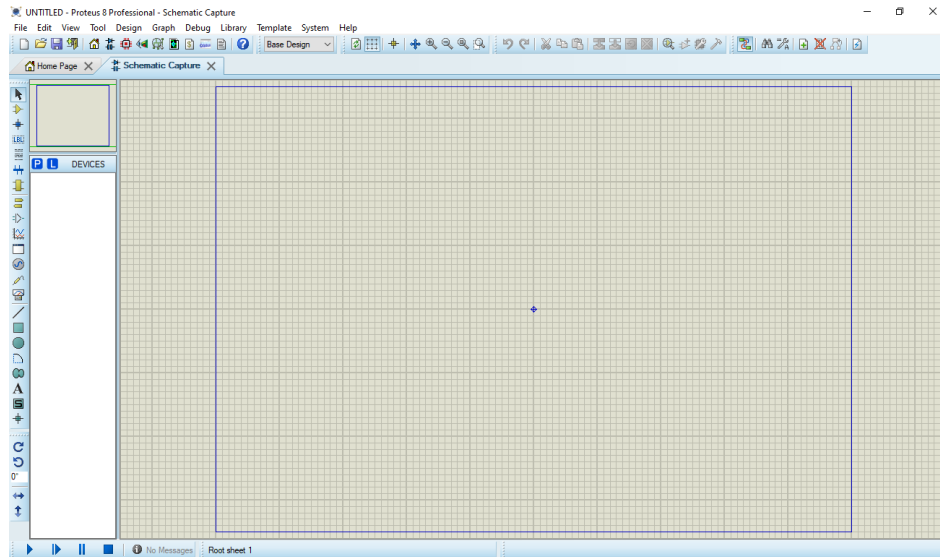 UNTITLED - Proteus 8 Professional - Schematic Capture
File Edit View Tool Design Graph Debug Library Template System Help
Base Design
Home Page Schematic Capture
LBL
P L DEVICES
A
S
0°
No Messages Root sheet 1